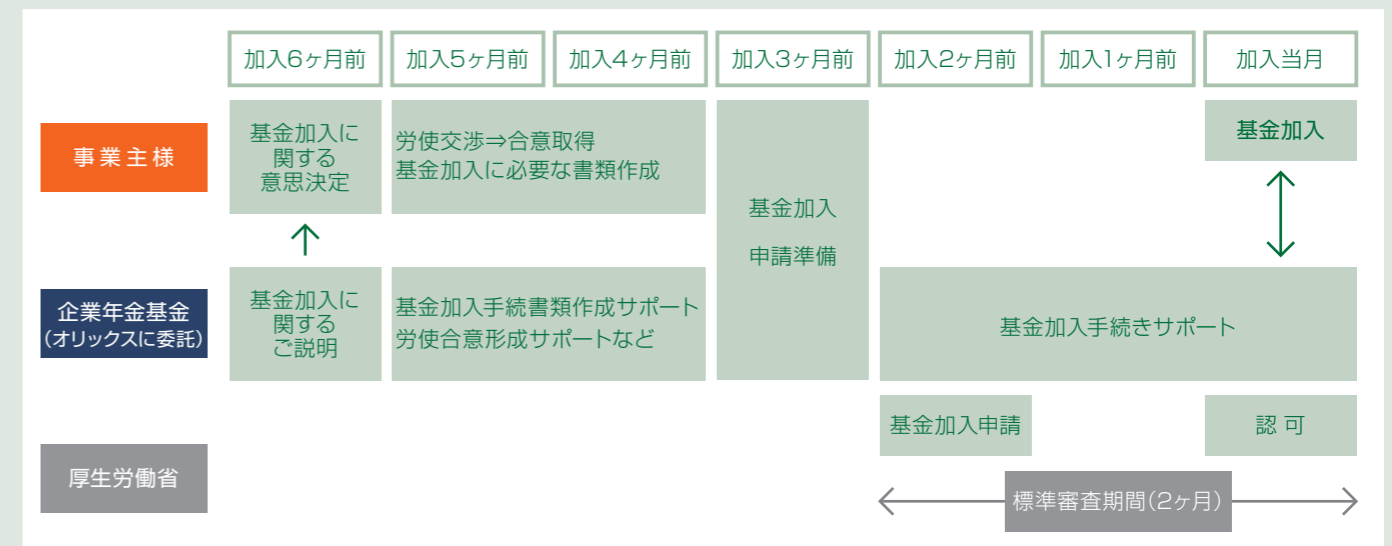 加入6ヶ月前
加入5ヶ月前
加入4ヶ月前
加入3ヶ月前
加入2ヶ月前
加入1ヶ月前
加入当月
事業主様
基金加入に
関する
意思決定
労使交渉⇒合意取得
基金加入に必要な書類作成
基金加入
申請準備
基金加入
企業年金基金
(オリックスに委託)
基金加入に
関する
ご説明
基金加入手続書類作成サポート
労使合意形成サポートなど
基金加入手続きサポート
厚生労働省
基金加入申請
認可
標準審査期間(2ヶ月)